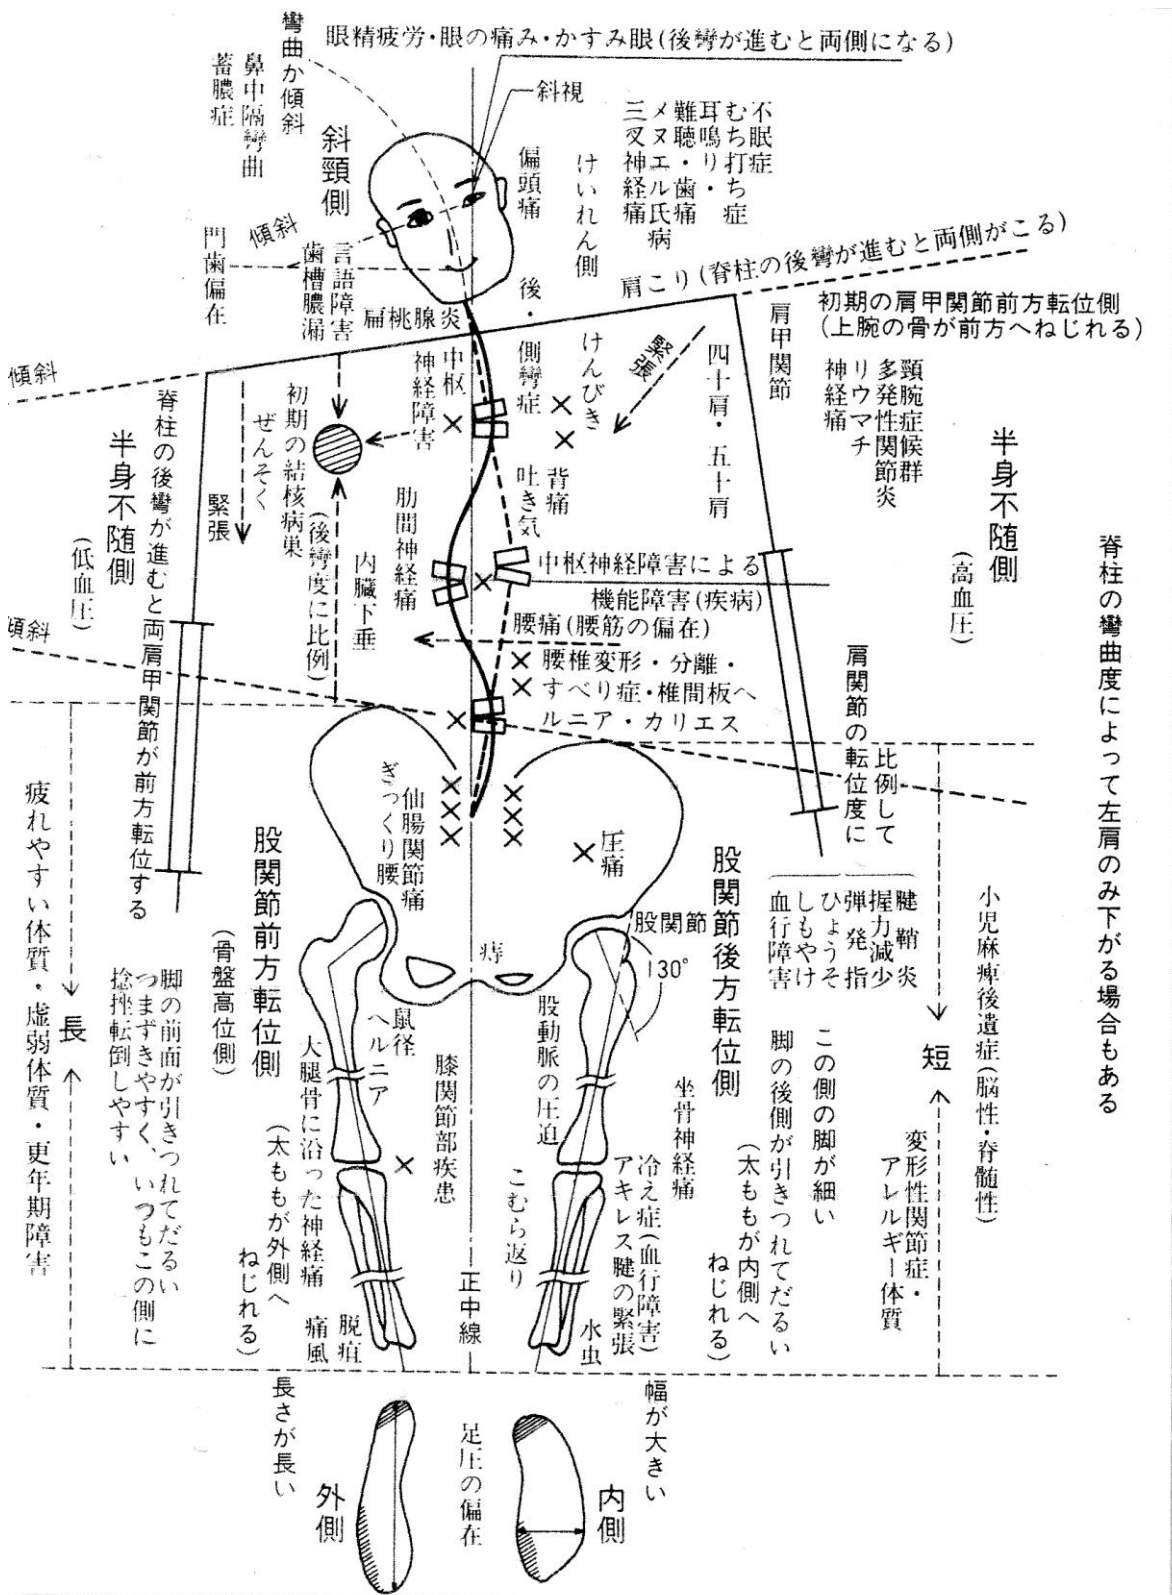 眼精疲労・眼の痛み・かすみ眼(後彎が進むと両側になる)
彎曲か傾斜
鼻中隔彎曲
蓄膿症
斜視
斜頸側
偏頭痛
けいれん側
不眠症
むち打ち症
耳鳴り・
難聴・歯痛
メヌエル氏病
三叉神経痛
傾斜
門歯偏在
言語障害
歯槽膿漏
扁桃腺炎
肩こり(脊柱の後彎が進むと両側がこる)
初期の肩甲関節前方転位側
(上腕の骨が前方へねじれる)
肩甲関節
後・側彎症
けんびき
緊張
四十肩・五十肩
頸腕症候群
多発性関節炎
リウマチ
神経痛
傾斜
中枢
神経障害
初期の結核病巣
ぜんそく
緊張
脊柱の後彎が進むと両肩甲関節が前方転位する
半身不随側
(低血圧)
半身不随側
(高血圧)
脊柱の彎曲度によって左肩のみ下がる場合もある
背痛
吐き気
肋間神経痛
内臓下垂
(後彎度に比例)
中枢神経障害による
機能障害(疾病)
腰痛(腰筋の偏在)
腰椎変形・分離・
すべり症・椎間板ヘ
ルニア・カリエス
傾斜
肩関節の転位度に
比例して
腱鞘炎
握力減少
弾発指
ひょうそ
しもやけ
血行障害
仙腸関節痛
ぎっくり腰
圧痛
股関節
130°
痔
股関節前方転位側
(骨盤高位側)
股関節後方転位側
疲れやすい体質・虚弱体質・更年期障害
長
脚の前面が引きつれてだるい
つまずきやすく、いつもこの側に
捻挫転倒しやすい
鼠径
ヘルニア
大腿骨に沿った神経痛
(太ももが外側へ
ねじれる)
膝関節部疾患
股動脈の圧迫
坐骨神経痛
冷え症(血行障害)
アキレス腱の緊張
こむら返り
この側の脚が細い
脚の後側が引きつれてだるい
(太ももが内側へ
ねじれる)
短
小児麻痺後遺症(脳性・脊髄性)
変形性関節症・
アレルギー体質
正中線
脱疽
痛風
水虫
長さが長い
外側
足圧の偏在
幅が大きい
内側